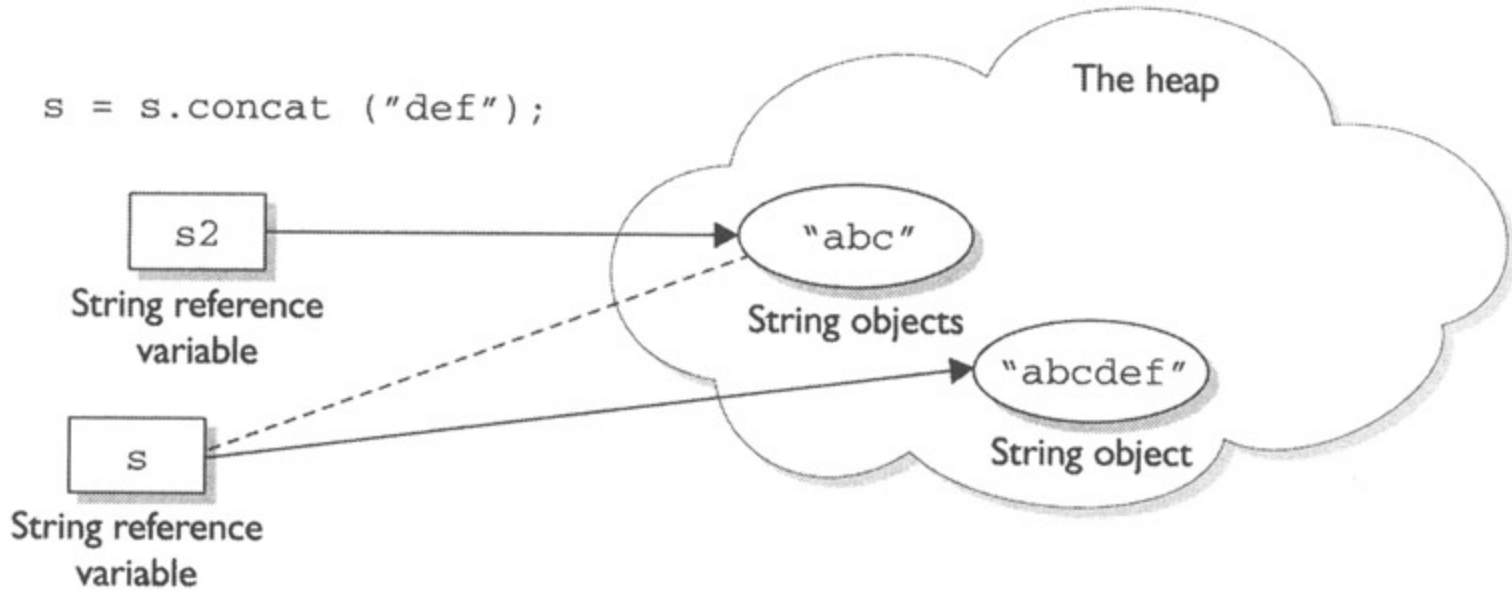 The heap
s = s.concat ("def");
s2
String reference
variable
"abc"
String objects
"abcdef"
String object
s
String reference
variable